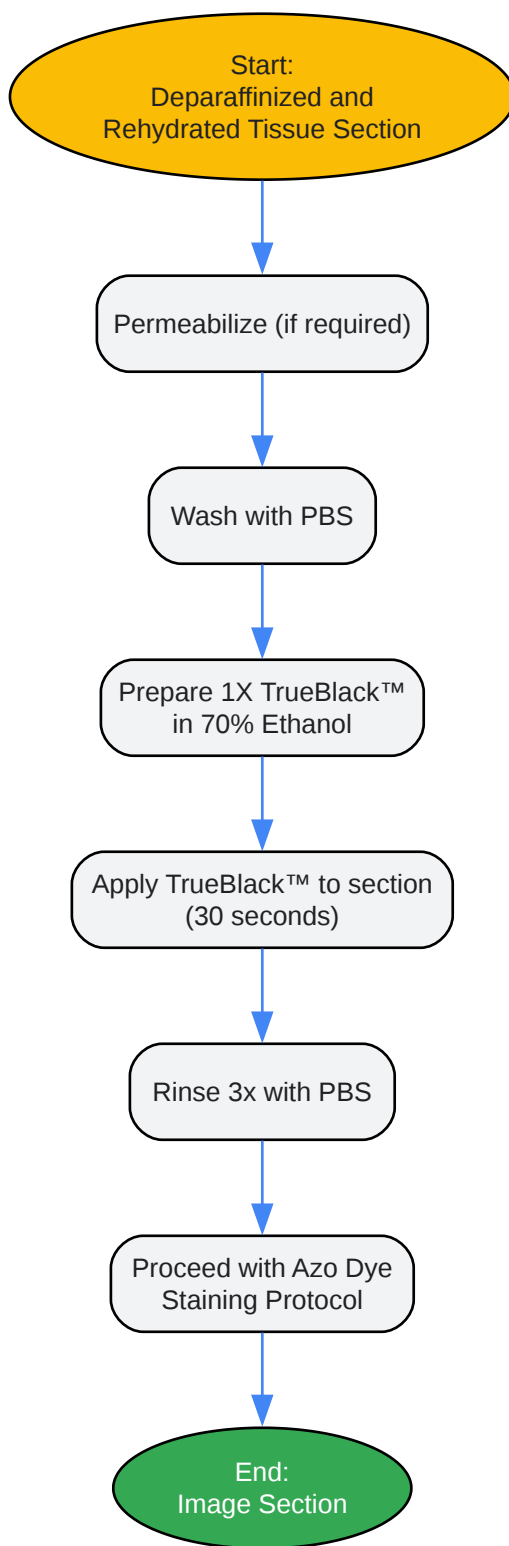 Start:
Deparaffinized and
Rehydrated Tissue Section
Permeabilize (if required)
Wash with PBS
Prepare 1X TrueBlack™
in 70% Ethanol
Apply TrueBlack™ to section
(30 seconds)
Rinse 3x with PBS
Proceed with Azo Dye
Staining Protocol
End:
Image Section